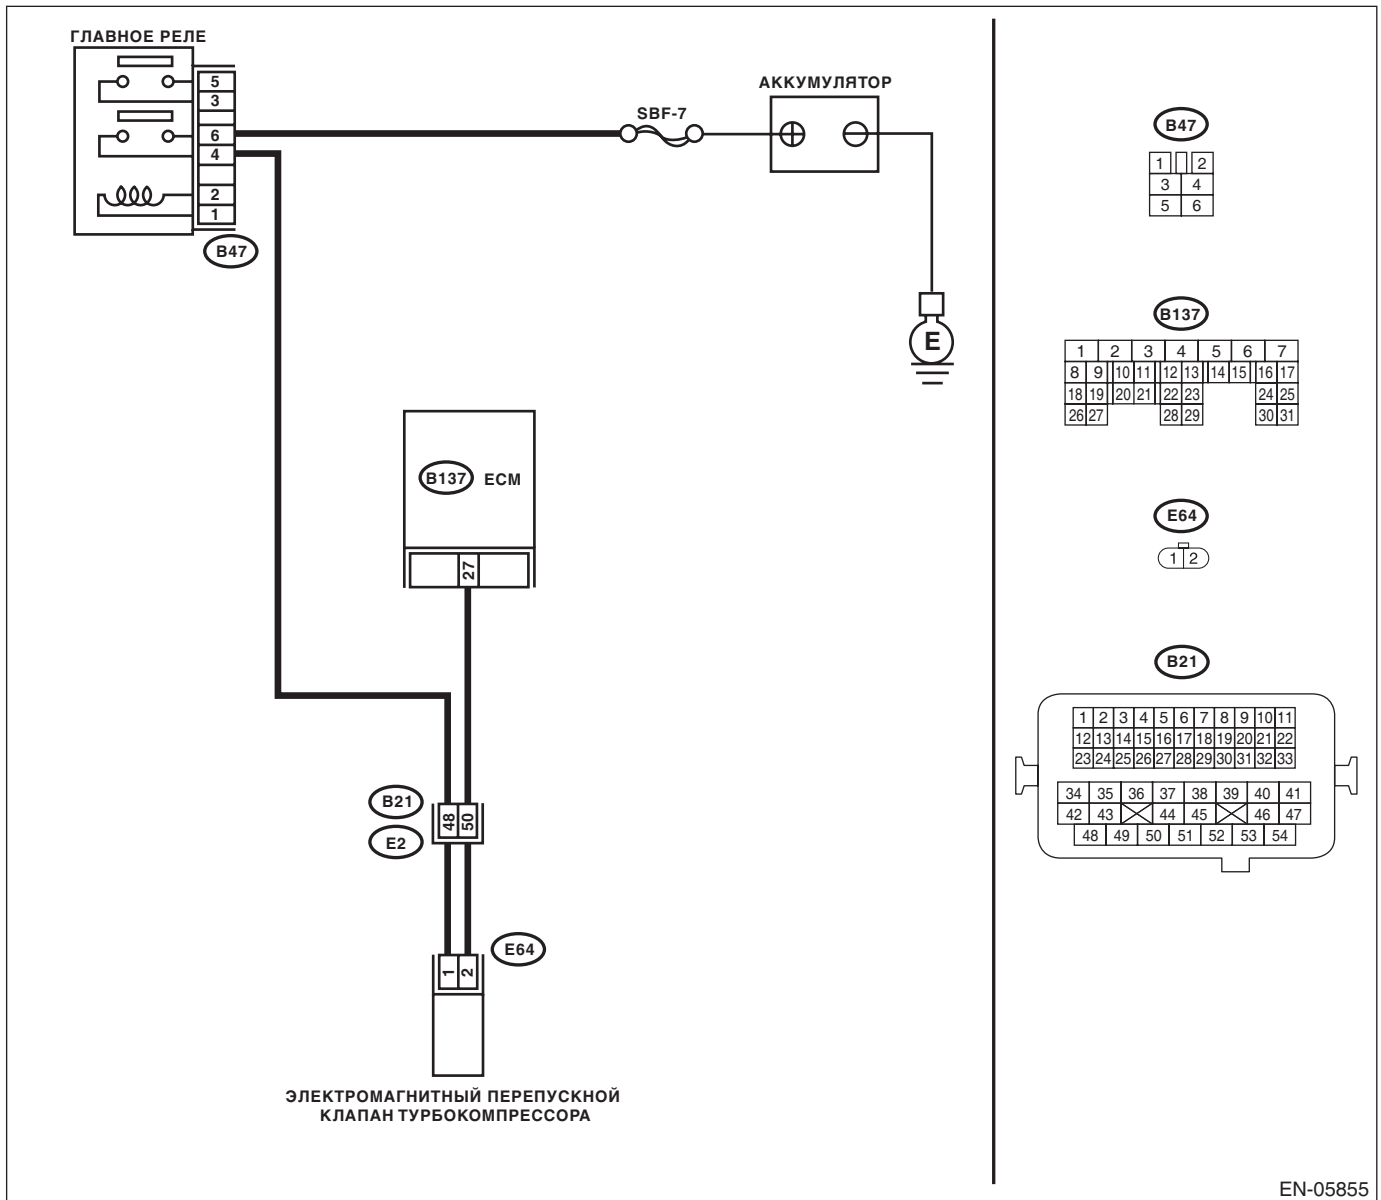 ГЛАВНОЕ РЕЛЕ
5
3
6
4
2
1
B47
SBF-7
АККУМУЛЯТОР
E
B137 ECM
27
B21
E2
48 50
E64
1 2
ЭЛЕКТРОМАГНИТНЫЙ ПЕРЕПУСКНОЙ
КЛАПАН ТУРБОКОМПРЕССОРА
B47
1 2
3 4
5 6
B137
1 2 3 4 5 6 7
8 9 10 11 12 13 14 15 16 17
18 19 20 21 22 23 24 25
26 27 28 29 30 31
E64
1 2
B21
1 2 3 4 5 6 7 8 9 10 11
12 13 14 15 16 17 18 19 20 21 22
23 24 25 26 27 28 29 30 31 32 33
34 35 36 37 38 39 40 41
42 43 44 45 46 47
48 49 50 51 52 53 54
EN-05855